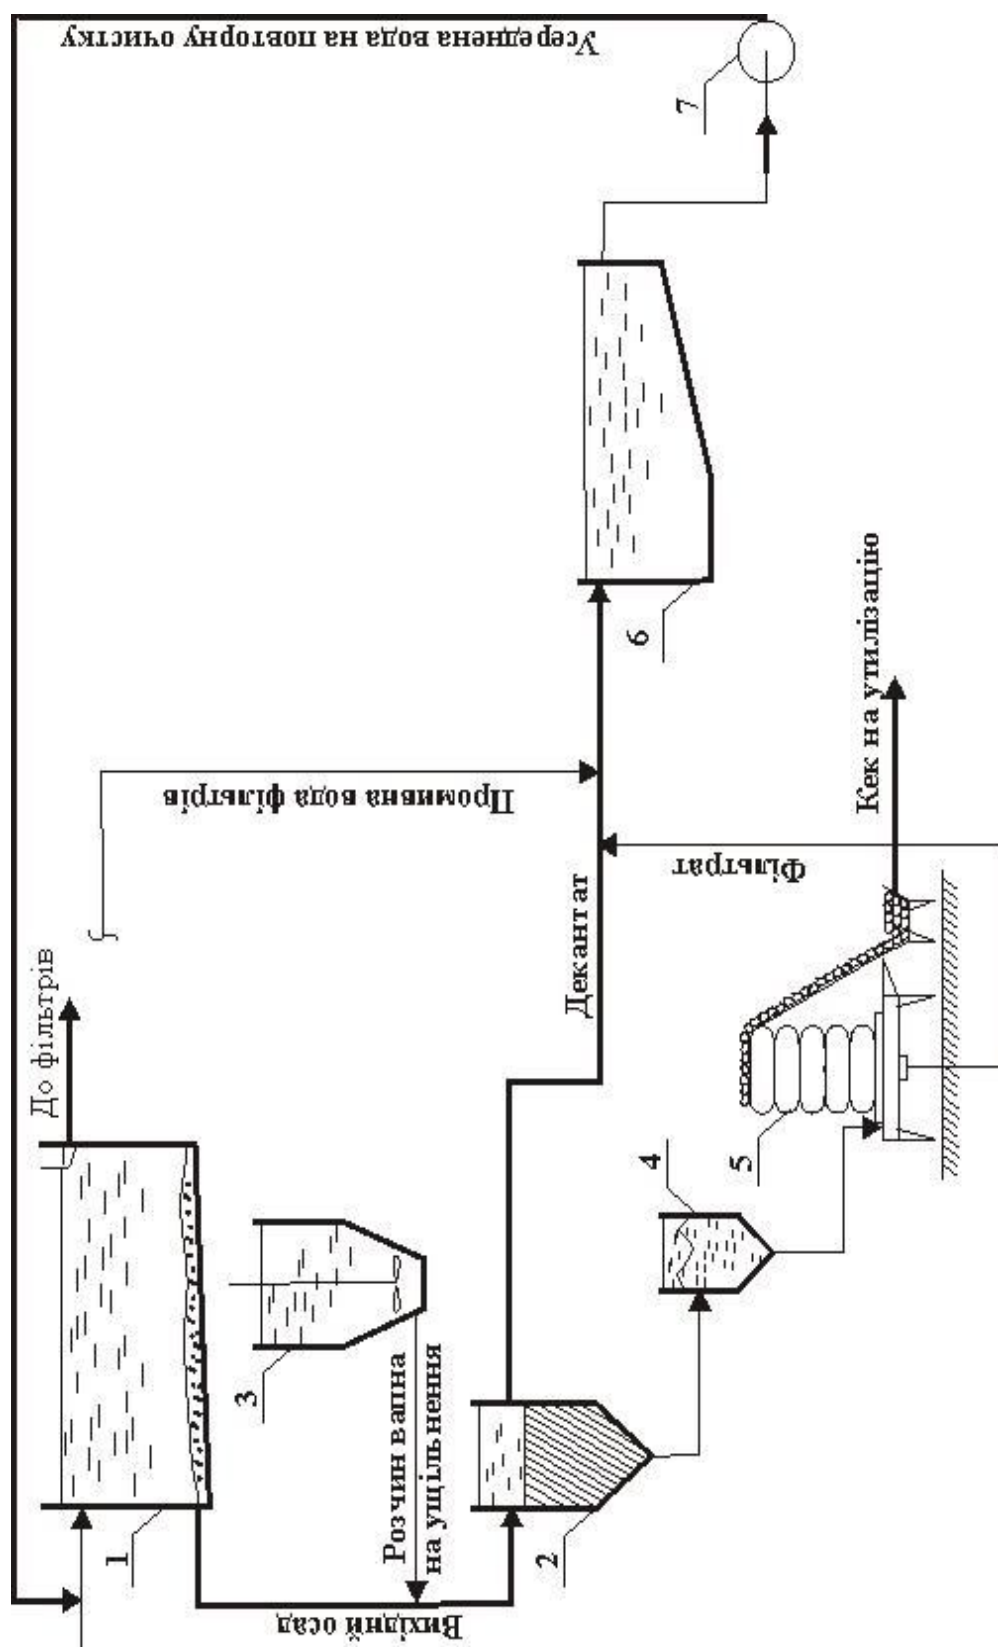 Усереднена вода на повторну очистку
7
До фільтрів
Промивна вода фільтрів
6
1
3
Декантат
Фільтрат
Кек на утилізацію
4
5
Розчин вапна
на ущільнення
2
Вихідний осад